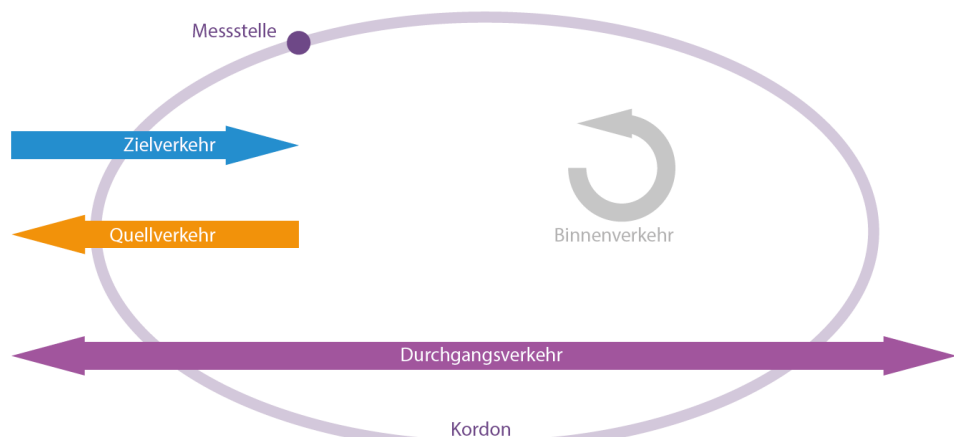 Messstelle
Zielverkehr
Quellverkehr
Binnenverkehr
Durchgangsverkehr
Kordon